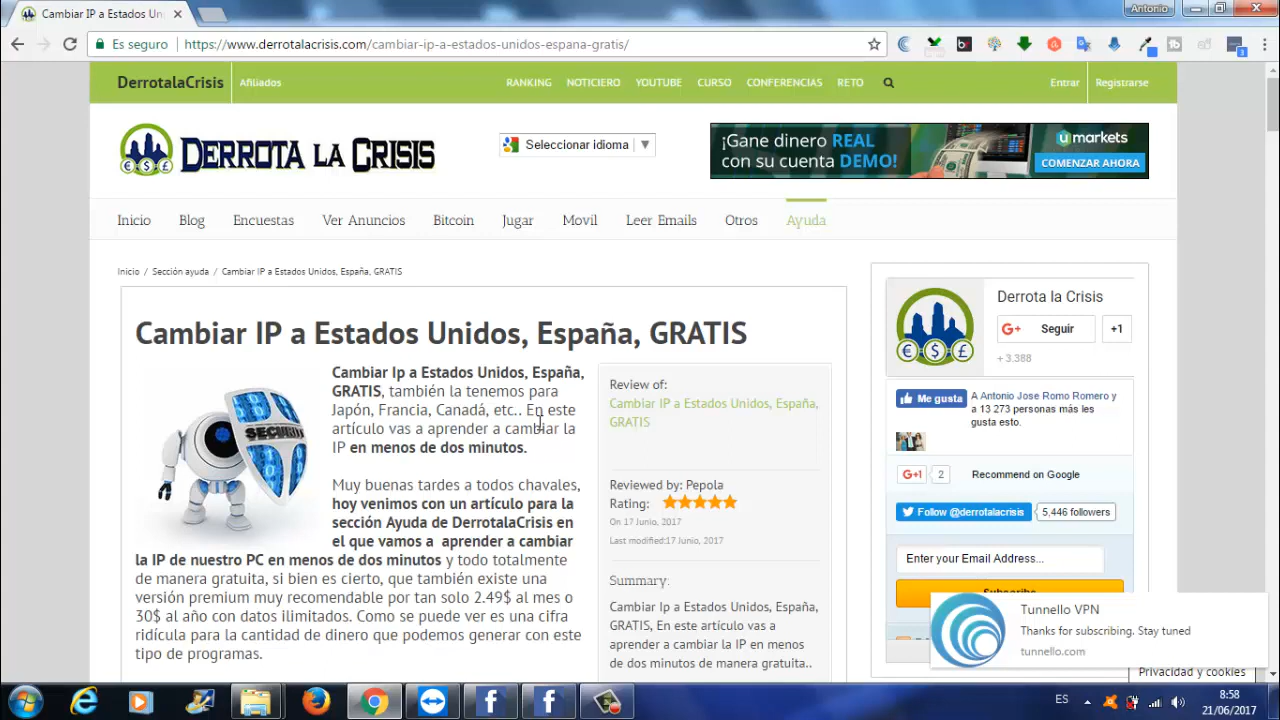 Cambiar IP a Estados Uni
Antonio
Es seguro
https://www.derrotalacrisis.com/cambiar-ip-a-estados-unidos-espana-gratis/
DerrotalaCrisis
Afiliados
RANKING NOTICIERO YOUTUBE CURSO CONFERENCIAS RETO
Entrar
Registrarse
DERROTA LA CRISIS
Seleccionar idioma ▼
¡Gane dinero REAL
con su cuenta DEMO!
umarkets
COMENZAR AHORA
Inicio Blog Encuestas Ver Anuncios Bitcoin Jugar Movil Leer Emails Otros Ayuda
Inicio / Sección ayuda / Cambiar IP a Estados Unidos, España, GRATIS
Cambiar IP a Estados Unidos, España, GRATIS
SECURITY
Cambiar Ip a Estados Unidos, España,
GRATIS, también la tenemos para
Japón, Francia, Canadá, etc.. En este
artículo vas a aprender a cambiar la
IP en menos de dos minutos.
Muy buenas tardes a todos chavales,
hoy venimos con un artículo para la
sección Ayuda de DerrotalaCrisis en
el que vamos a aprender a cambiar
la IP de nuestro PC en menos de dos minutos y todo totalmente
de manera gratuita, si bien es cierto, que también existe una
versión premium muy recomendable por tan solo 2.49$ al mes o
30$ al año con datos ilimitados. Como se puede ver es una cifra
ridícula para la cantidad de dinero que podemos generar con este
tipo de programas.
Review of:
Cambiar IP a Estados Unidos, España,
GRATIS
Reviewed by: Pepola
Rating:
On 17 Junio, 2017
Last modified:17 Junio, 2017
Summary:
Cambiar Ip a Estados Unidos, España,
GRATIS, En este artículo vas a
aprender a cambiar la IP en menos
de dos minutos de manera gratuita..
€ $ £
Derrota la Crisis
G+ Seguir
+1
+ 3.388
Me gusta
A Antonio Jose Romo Romero y
a 13 273 personas más les
gusta esto.
G+1 2
Recommend on Google
Follow @derrotalacrisis
5,446 followers
Enter your Email Address...
Subscribe
Tunnello VPN
Thanks for subscribing. Stay tuned
tunnello.com
Privacidad y cookies
ES
8:58
21/06/2017